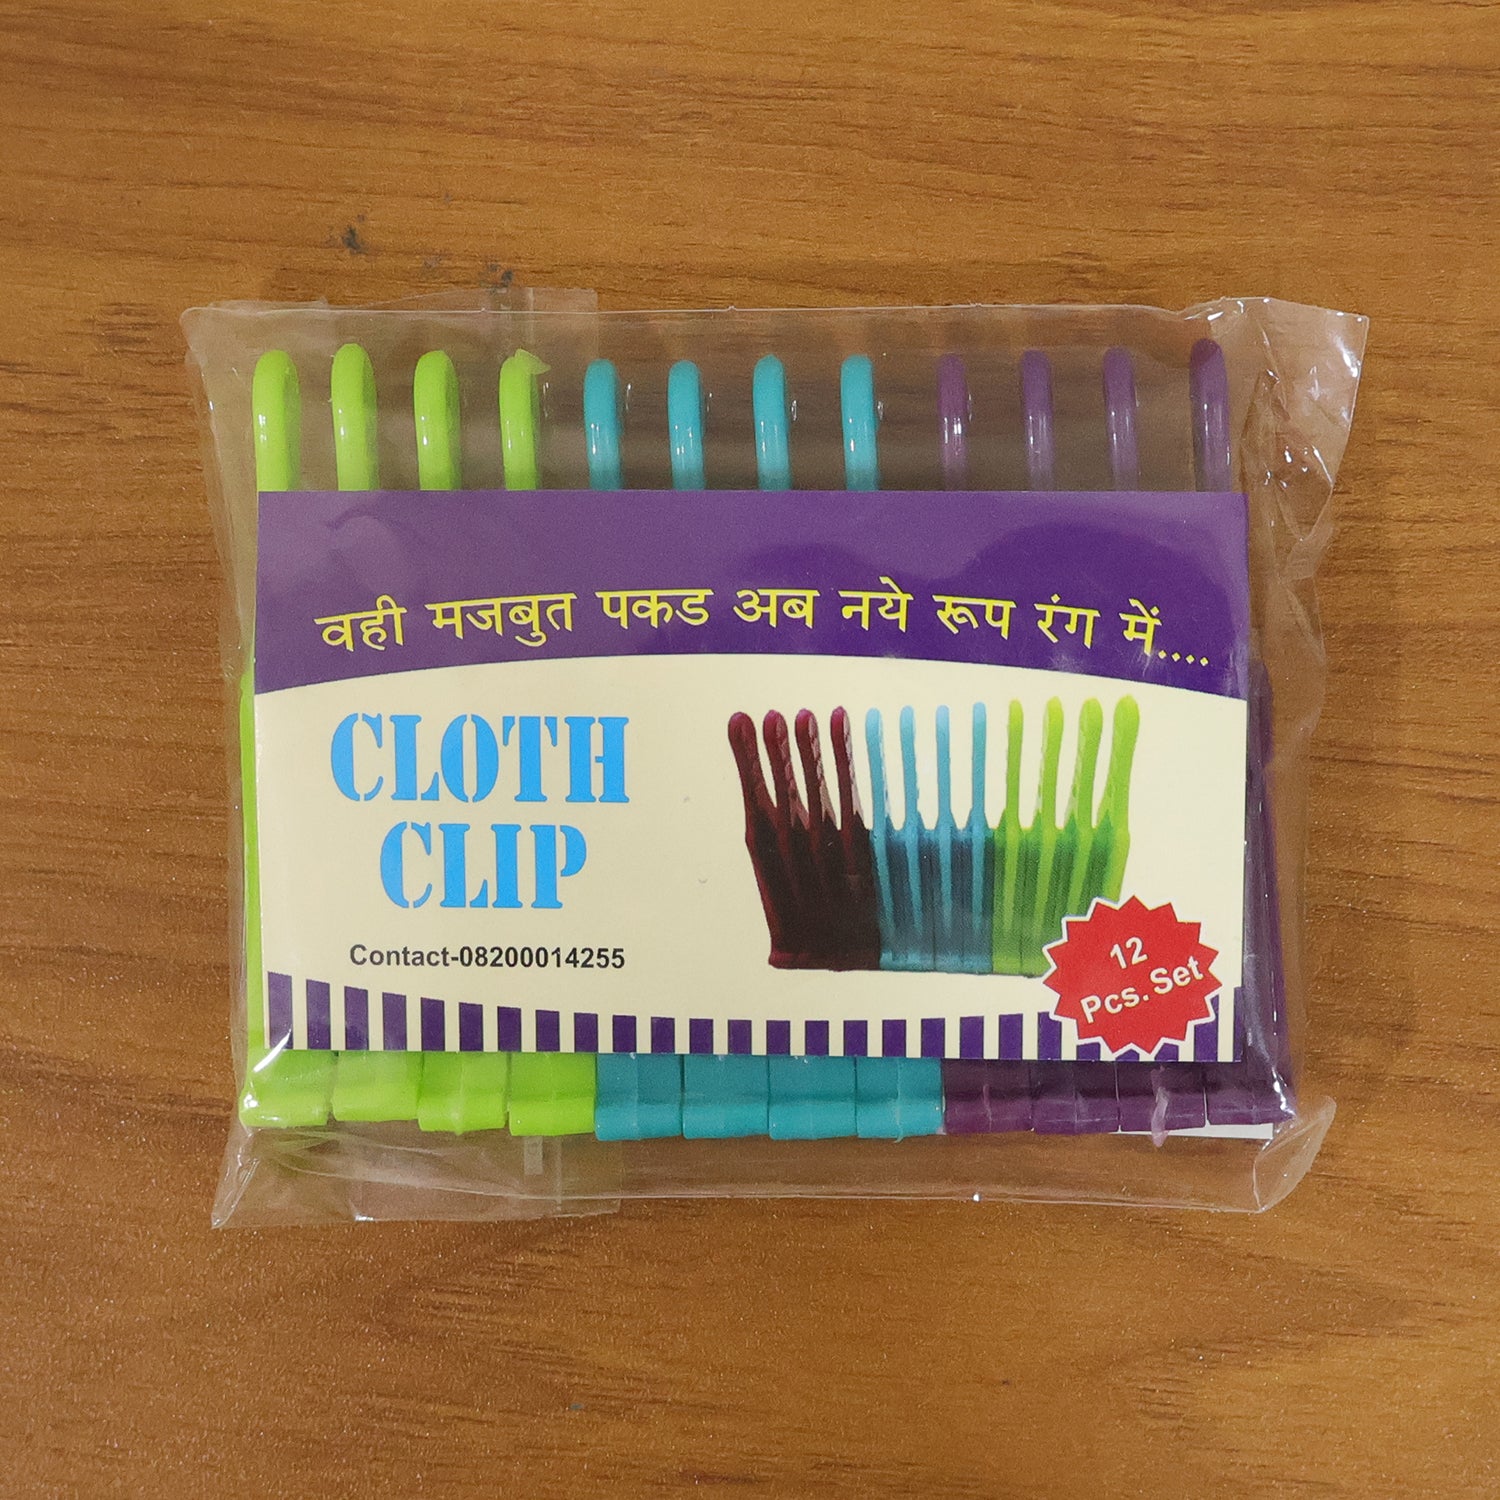 वही मजबुत पकड अब नये रूप रंग में....
CLOTH
CLIP
Contact-08200014255
12
Pcs. Set